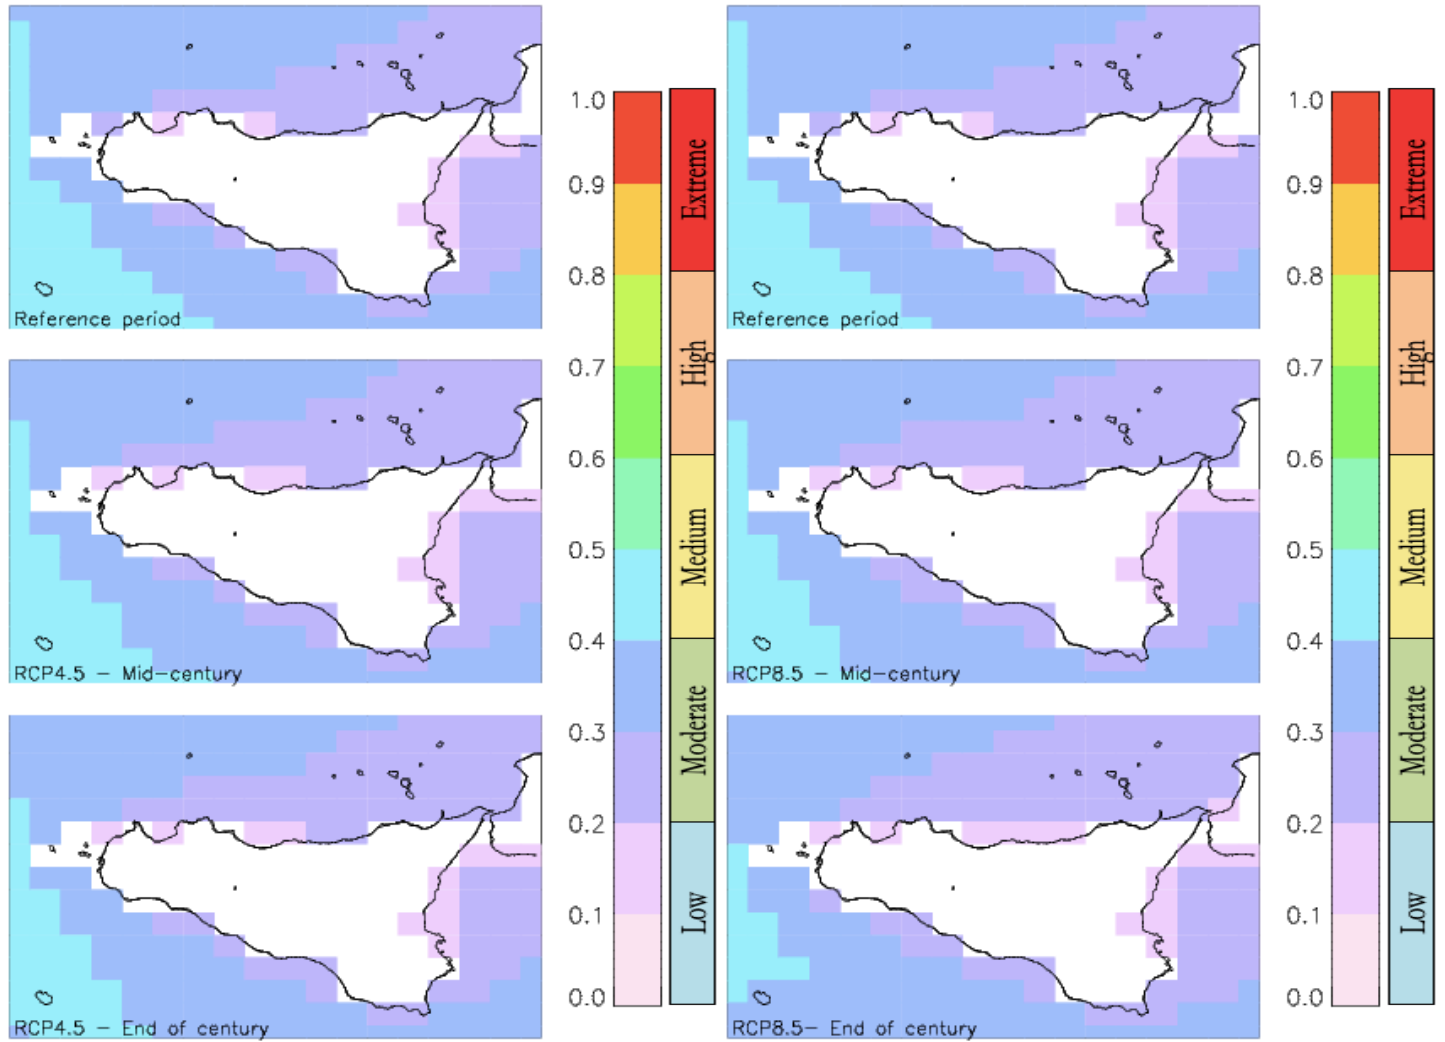 Reference period
RCP4.5 – Mid-century
RCP4.5 – End of century
1.0
0.9
0.8
0.7
0.6
0.5
0.4
0.3
0.2
0.1
0.0
Extreme
High
Medium
Moderate
Low
Reference period
RCP8.5 – Mid-century
RCP8.5– End of century
1.0
0.9
0.8
0.7
0.6
0.5
0.4
0.3
0.2
0.1
0.0
Extreme
High
Medium
Moderate
Low